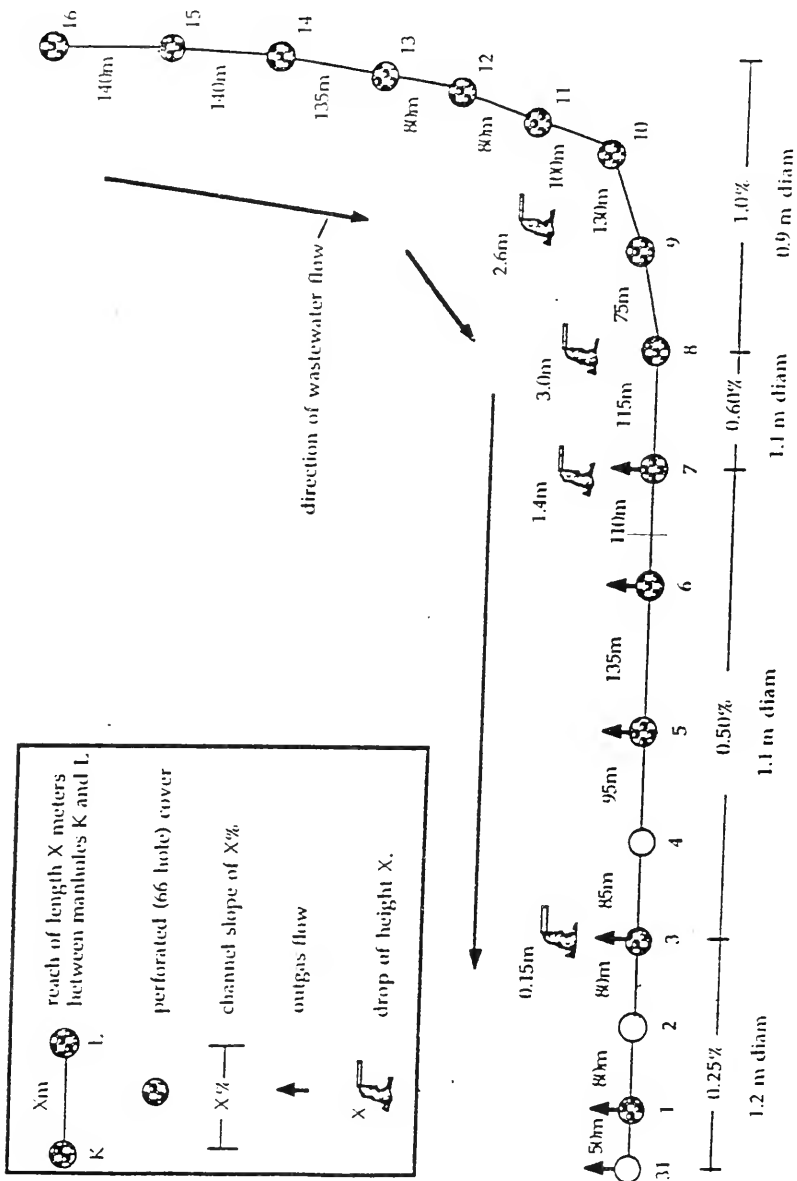 K
Xm
L
reach of length X meters
between manhules K and L
perforated (66 hole) cover
X%
channel slope of X%
outgas flow
X
drop of height X.
direction of wastewater flow
16
140m
15
140m
14
135m
13
80m
12
80m
11
100m
10
130m
9
75m
8
115m
7
110m
6
135m
5
95m
4
85m
3
80m
2
80m
1
50m
31
0.15m
1.4m
3.0m
2.6m
0.25%
0.50%
0.60%
1.0%
1.2 m diam
1.1 m diam
1.1 m diam
0.9 m diam